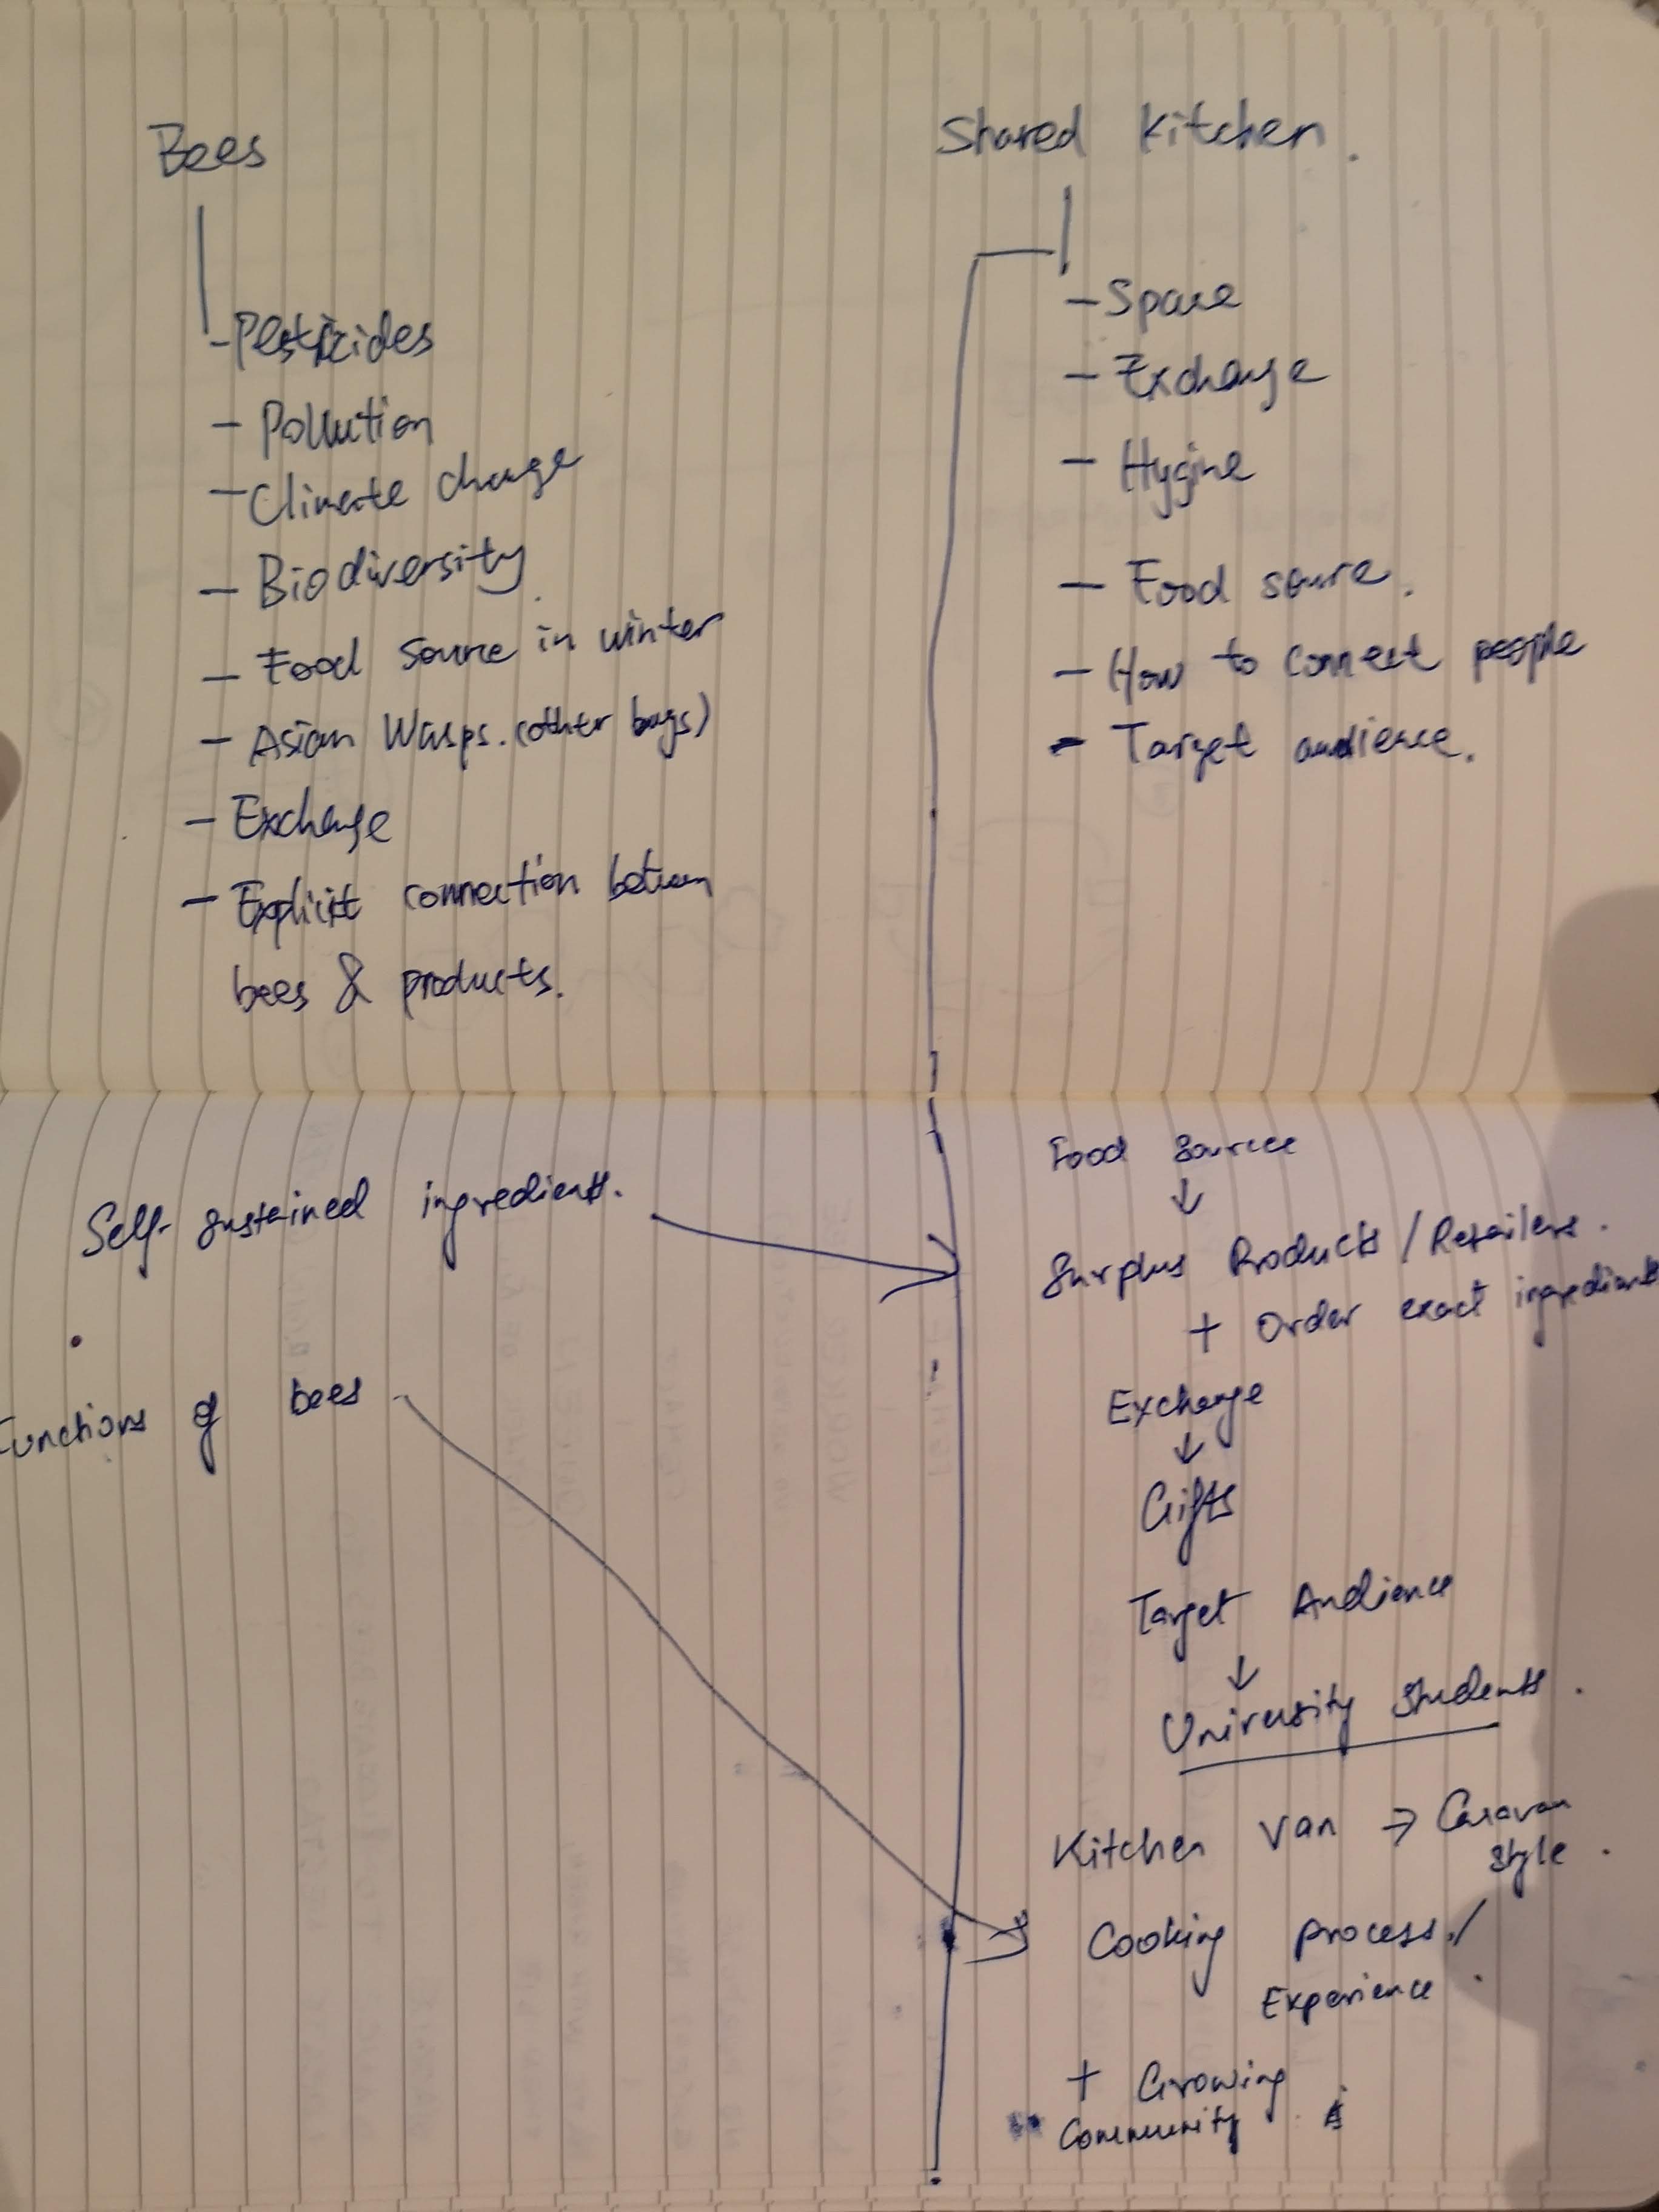 Bees
- Pesticides
- Pollution
- Climate change
- Biodiversity.
- Food source in winter
- Asian Wasps. (other bugs)
- Exchange
- Explicit connection between
bees & products.
Shared Kitchen.
- Space
- Exchange
- Hygine
- Food source.
- How to connect people
- Target audience.
Self-sustained ingredients.
Functions of bees
Food Source
↓
Surplus Products / Retailers.
+ Order exact ingredients
Exchange
↓
Gifts
Target Audience
↓
University Students.
Kitchen van → Caravan
style.
Cooking process /
Experience.
+ Growing
Community